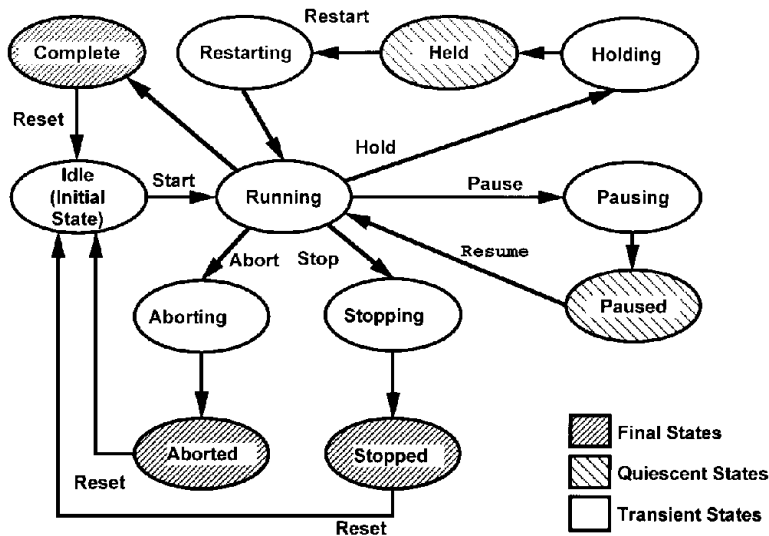 Restart
Complete
Restarting
Held
Holding
Reset
Hold
Idle
(Initial
State)
Start
Running
Pause
Pausing
Abort
Stop
Resume
Paused
Aborting
Stopping
Aborted
Stopped
Final States
Quiescent States
Transient States
Reset
Reset